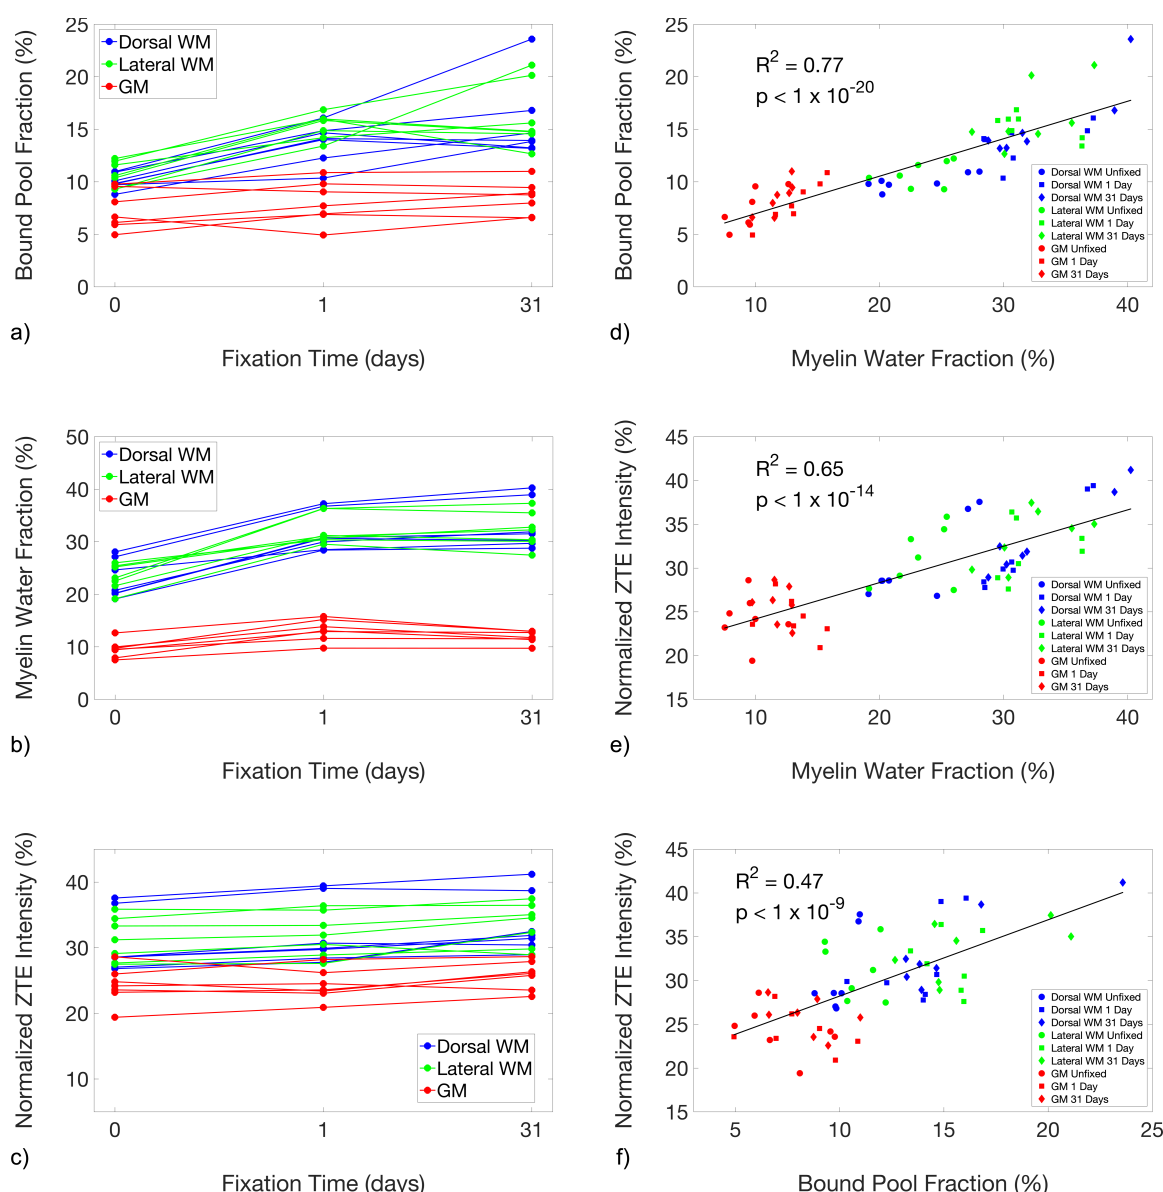 25
20
15
10
5
0
Bound Pool Fraction (%)
Dorsal WM
Lateral WM
GM
0 1 31
Fixation Time (days)
a)
25
20
15
10
5
0
Bound Pool Fraction (%)
R² = 0.77
p < 1 x 10⁻²⁰
Dorsal WM Unfixed
Dorsal WM 1 Day
Dorsal WM 31 Days
Lateral WM Unfixed
Lateral WM 1 Day
Lateral WM 31 Days
GM Unfixed
GM 1 Day
GM 31 Days
10 20 30 40
Myelin Water Fraction (%)
d)
50
40
30
20
10
0
Myelin Water Fraction (%)
Dorsal WM
Lateral WM
GM
0 1 31
Fixation Time (days)
b)
45
40
35
30
25
20
15
Normalized ZTE Intensity (%)
R² = 0.65
p < 1 x 10⁻¹⁴
Dorsal WM Unfixed
Dorsal WM 1 Day
Dorsal WM 31 Days
Lateral WM Unfixed
Lateral WM 1 Day
Lateral WM 31 Days
GM Unfixed
GM 1 Day
GM 31 Days
10 20 30 40
Myelin Water Fraction (%)
e)
40
30
20
10
Normalized ZTE Intensity (%)
Dorsal WM
Lateral WM
GM
0 1 31
Fixation Time (days)
c)
45
40
35
30
25
20
15
Normalized ZTE Intensity (%)
R² = 0.47
p < 1 x 10⁻⁹
Dorsal WM Unfixed
Dorsal WM 1 Day
Dorsal WM 31 Days
Lateral WM Unfixed
Lateral WM 1 Day
Lateral WM 31 Days
GM Unfixed
GM 1 Day
GM 31 Days
5 10 15 20 25
Bound Pool Fraction (%)
f)